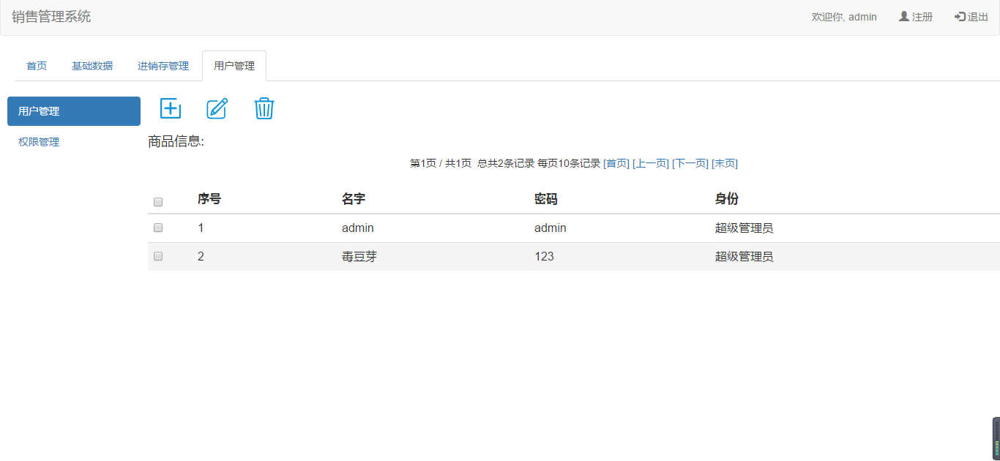 销售管理系统 欢迎你, admin 注册 退出
首页 基础数据 进销存管理 用户管理
用户管理
权限管理
商品信息:
第1页 / 共1页 总共2条记录 每页10条记录 [首页] [上一页] [下一页] [末页]
序号 名字 密码 身份
1 admin admin 超级管理员
2 毒豆芽 123 超级管理员